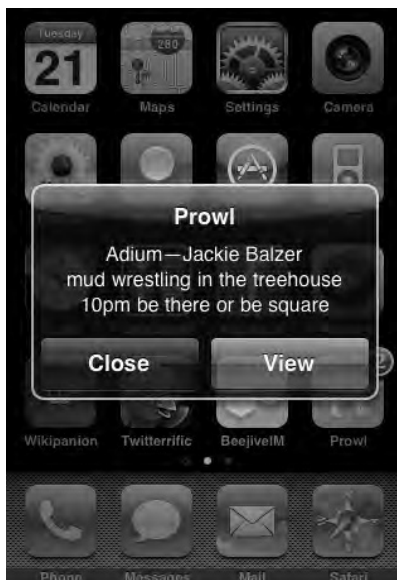 Tuesday
21
280
Calendar Maps Settings Camera
Prowl
Adium—Jackie Balzer
mud wrestling in the treehouse
10pm be there or be square
Close View
2
Wikipanion Twitterrific BeejiveIM Prowl
Phone Messages Mail Safari